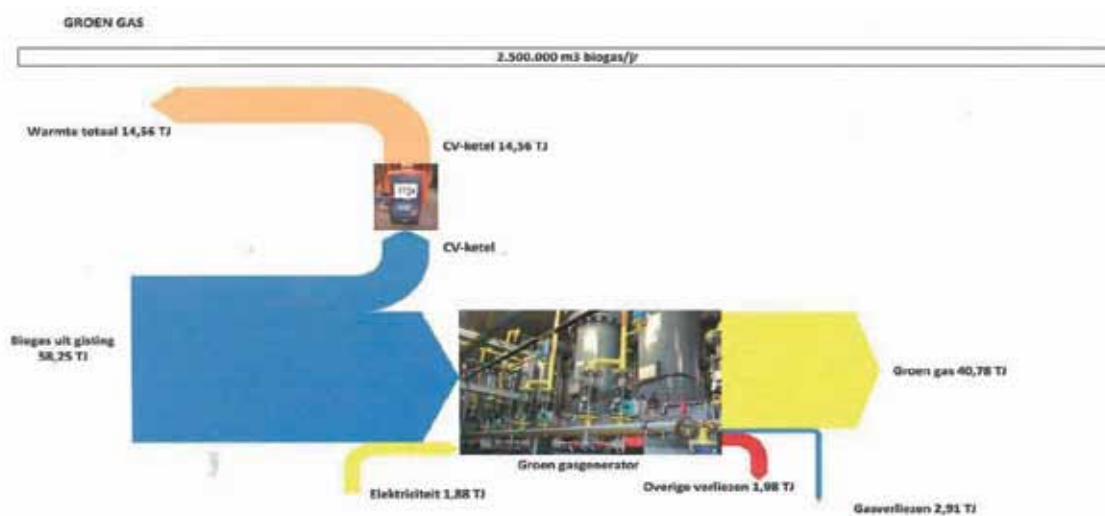 GROEN GAS
2.500.000 m3 biogas/jr
Warmte totaal 14,56 TJ
CV-ketel 14,56 TJ
CV-ketel
Biogas uit gisting
58,25 TJ
Groen gas 40,78 TJ
Groen gasgenerator
Elektriciteit 1,88 TJ
Overige verliezen 1,98 TJ
Gasverliezen 2,91 TJ